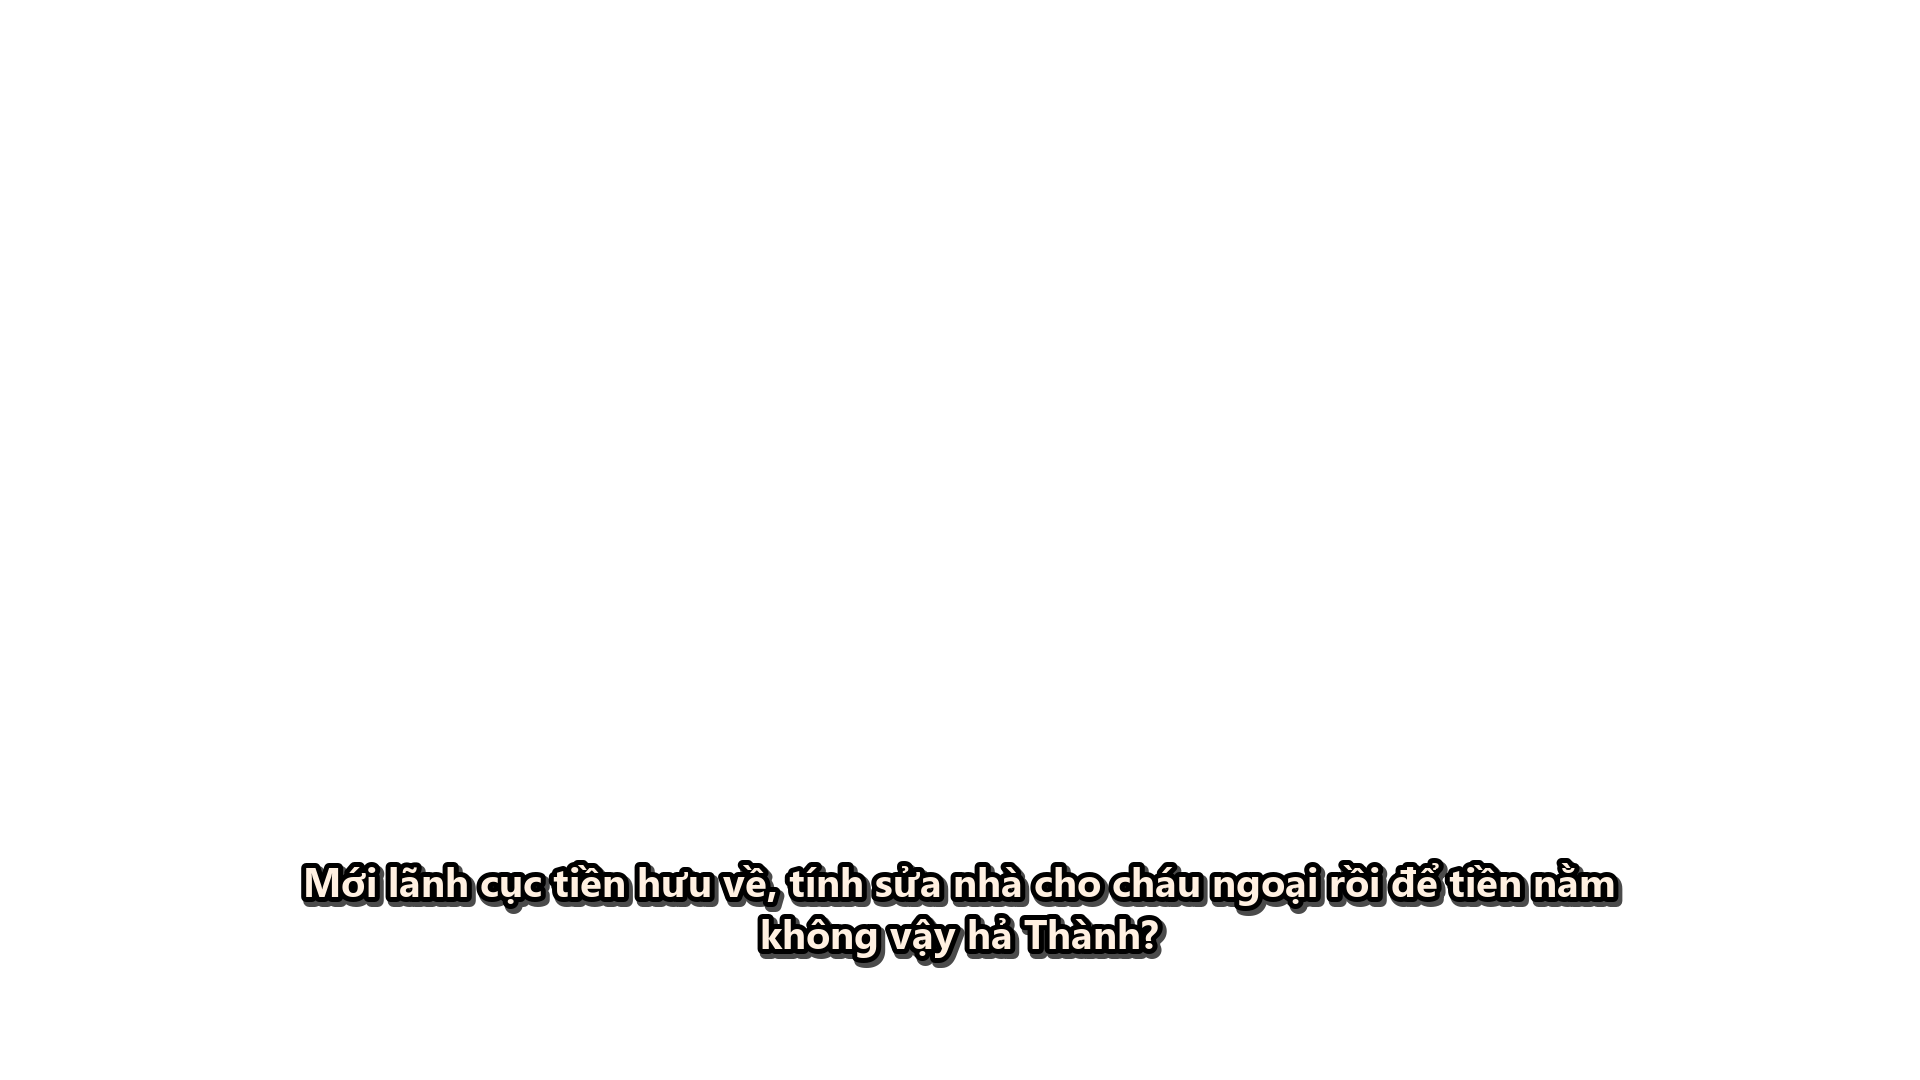 Mới lãnh cục tiền hưu về, tính sửa nhà cho cháu ngoại rồi để tiền nằm
không vậy hả Thành?